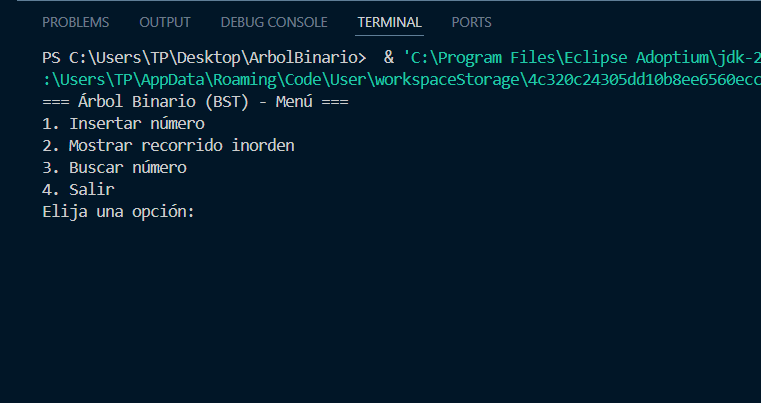 PROBLEMS OUTPUT DEBUG CONSOLE TERMINAL PORTS
PS C:\Users\TP\Desktop\ArbolBinario>  & 'C:\Program Files\Eclipse Adoptium\jdk-2
:\Users\TP\AppData\Roaming\Code\User\workspaceStorage\4c320c24305dd10b8ee6560ecc
=== Árbol Binario (BST) - Menú ===
1. Insertar número
2. Mostrar recorrido inorden
3. Buscar número
4. Salir
Elija una opción: